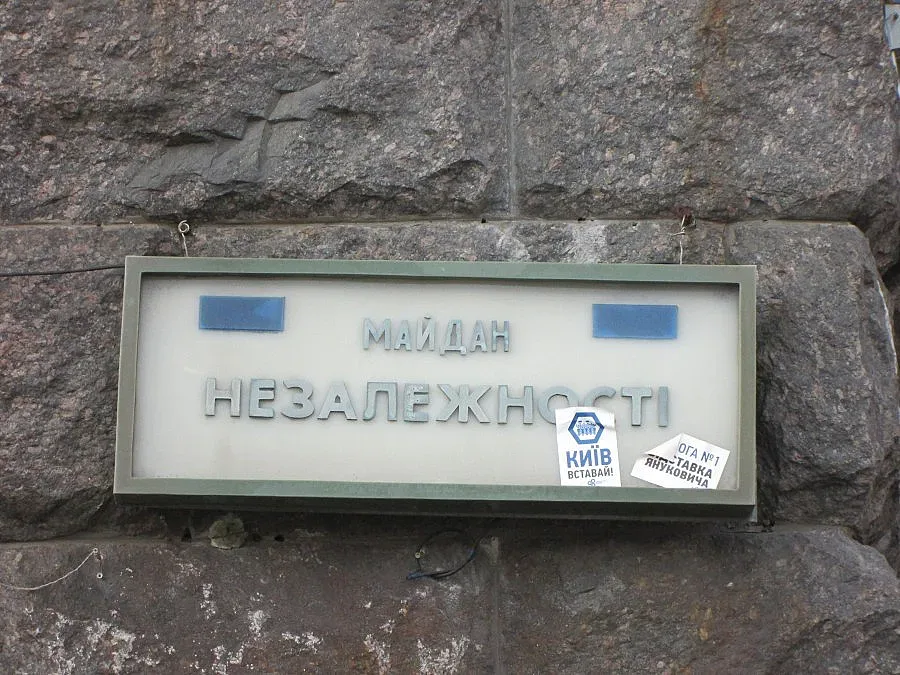 МАЙДАН
НЕЗАЛЕЖНОСТІ
КИЇВ
ВСТАВАЙ!
ОГА №1
ВІДСТАВКА
ЯНУКОВИЧА